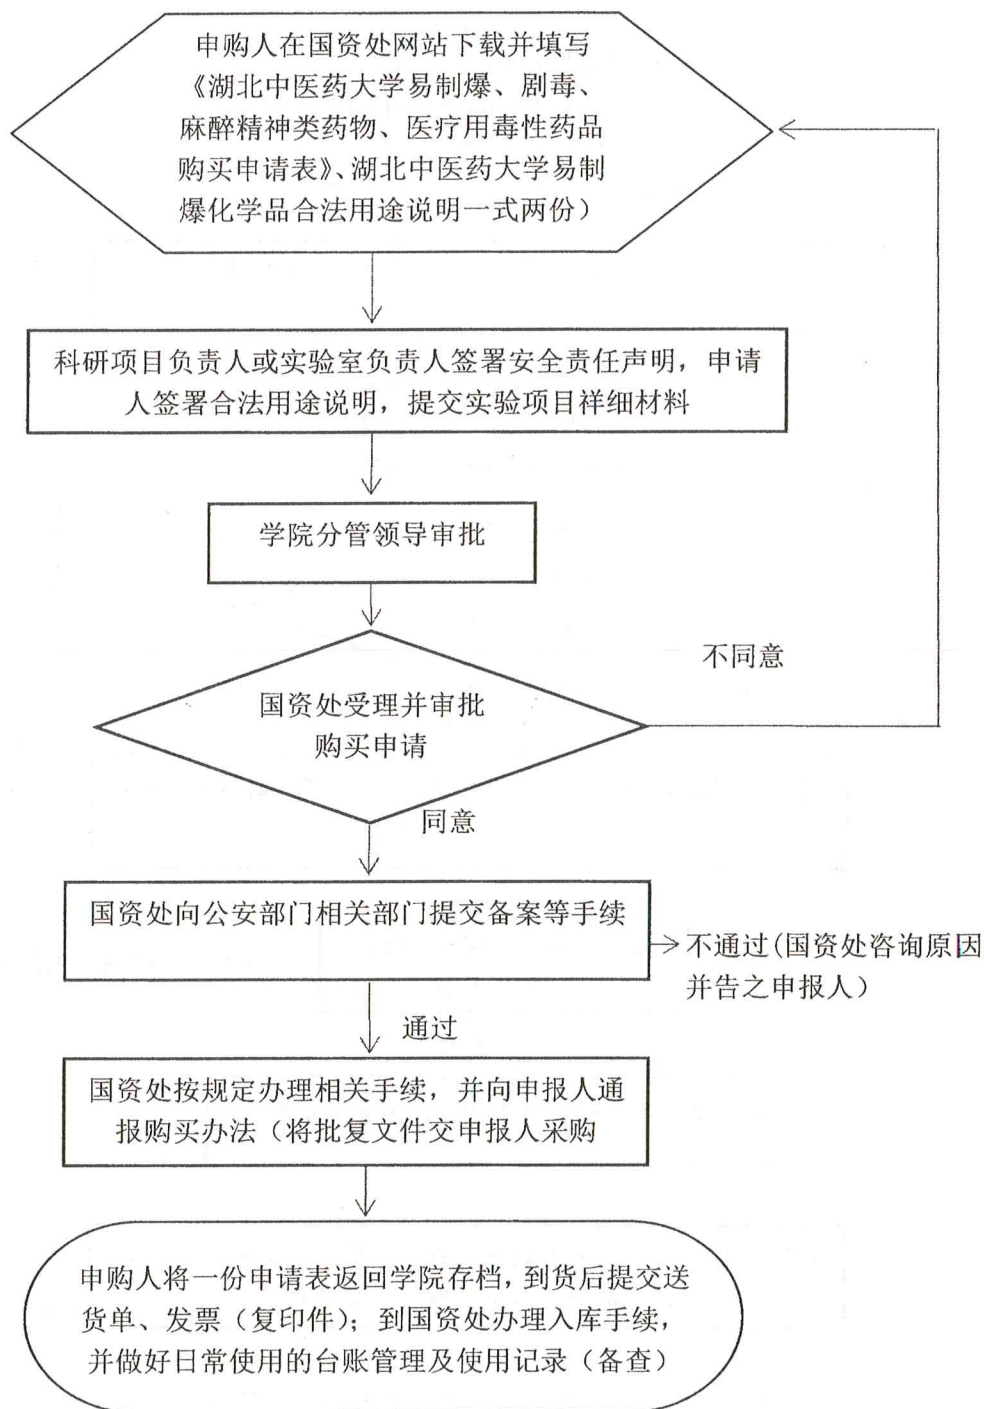 申购人在国资处网站下载并填写
《湖北中医药大学易制爆、剧毒、
麻醉精神类药物、医疗用毒性药品
购买申请表》、湖北中医药大学易制
爆化学品合法用途说明一式两份）
科研项目负责人或实验室负责人签署安全责任声明，申请
人签署合法用途说明，提交实验项目祥细材料
学院分管领导审批
不同意
国资处受理并审批
购买申请
同意
国资处向公安部门相关部门提交备案等手续
不通过(国资处咨询原因
并告之申报人）
通过
国资处按规定办理相关手续，并向申报人通
报购买办法（将批复文件交申报人采购
申购人将一份申请表返回学院存档，到货后提交送
货单、发票（复印件）；到国资处办理入库手续，
并做好日常使用的台账管理及使用记录（备查）